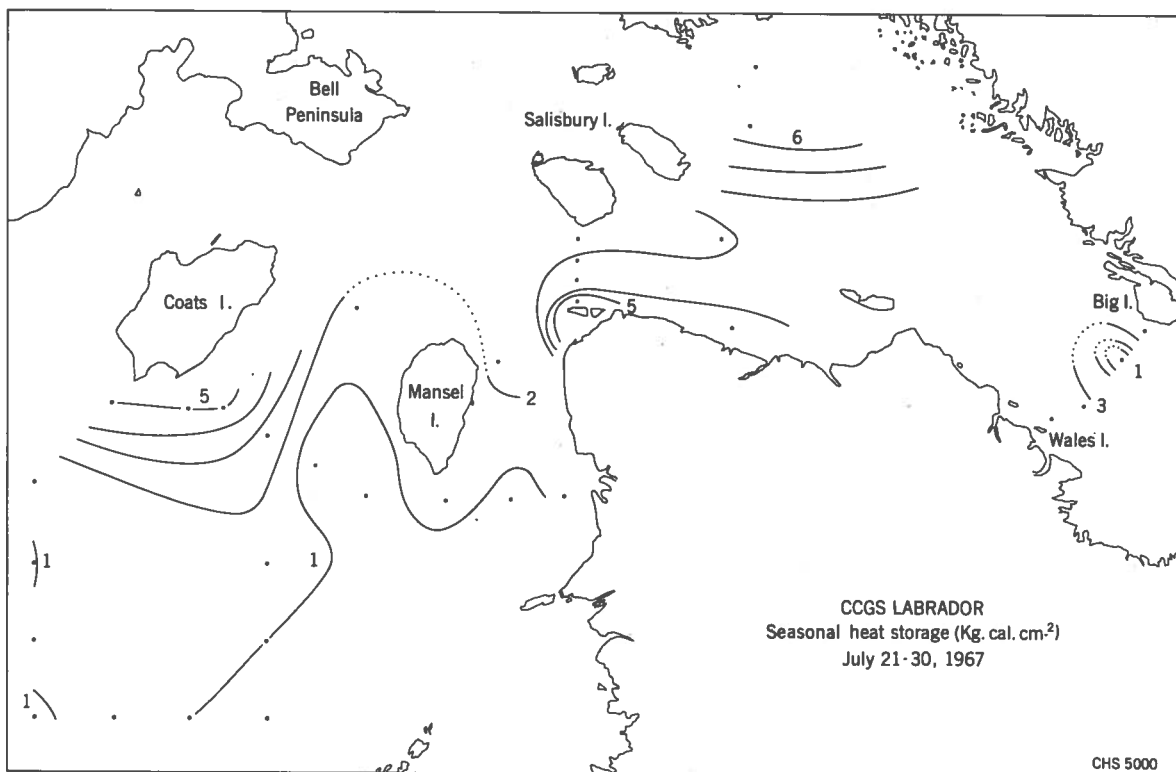 Bell
Peninsula
Salisbury I.
6
Coats I.
5
Big I.
1
5
Mansel
I.
2
3
Wales I.
1
1
1
CCGS LABRADOR
Seasonal heat storage (Kg. cal. cm-²)
July 21-30, 1967
CHS 5000